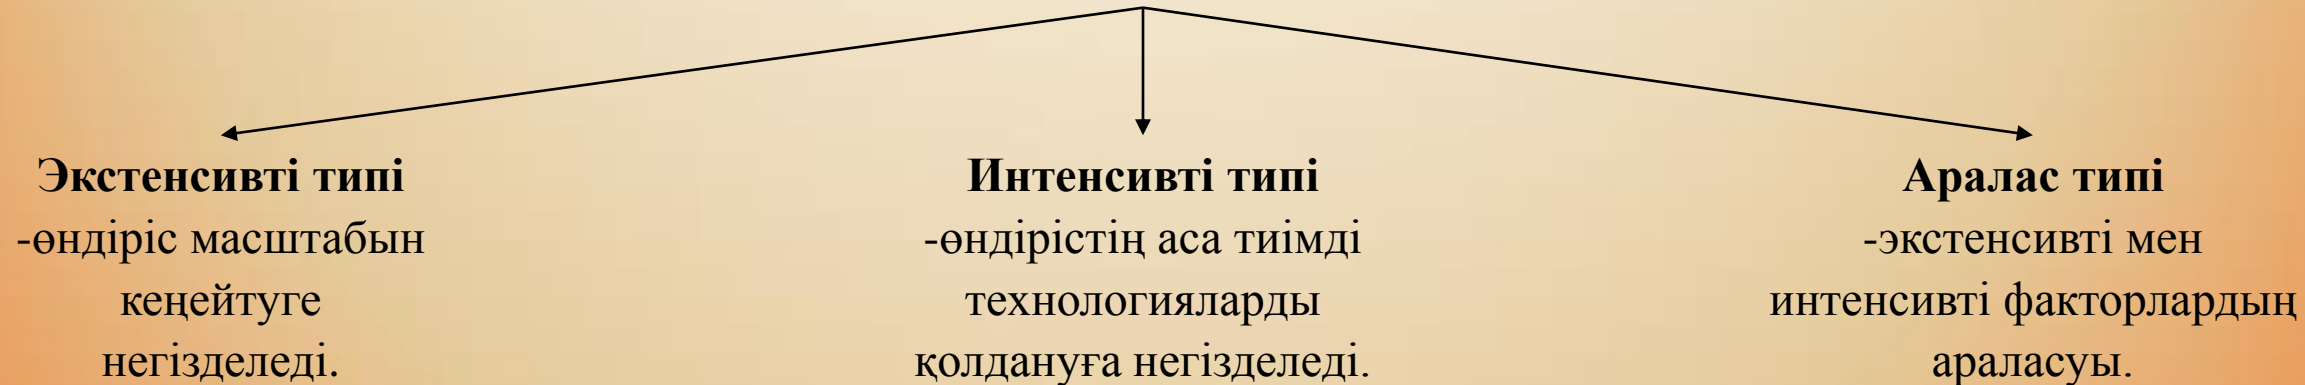 Экстенсивті типі
-өндіріс масштабын
кеңейтуге
негізделеді.
Интенсивті типі
-өндірістің аса тиімді
технологияларды
қолдануға негізделеді.
Аралас типі
-экстенсивті мен
интенсивті факторлардың
араласуы.